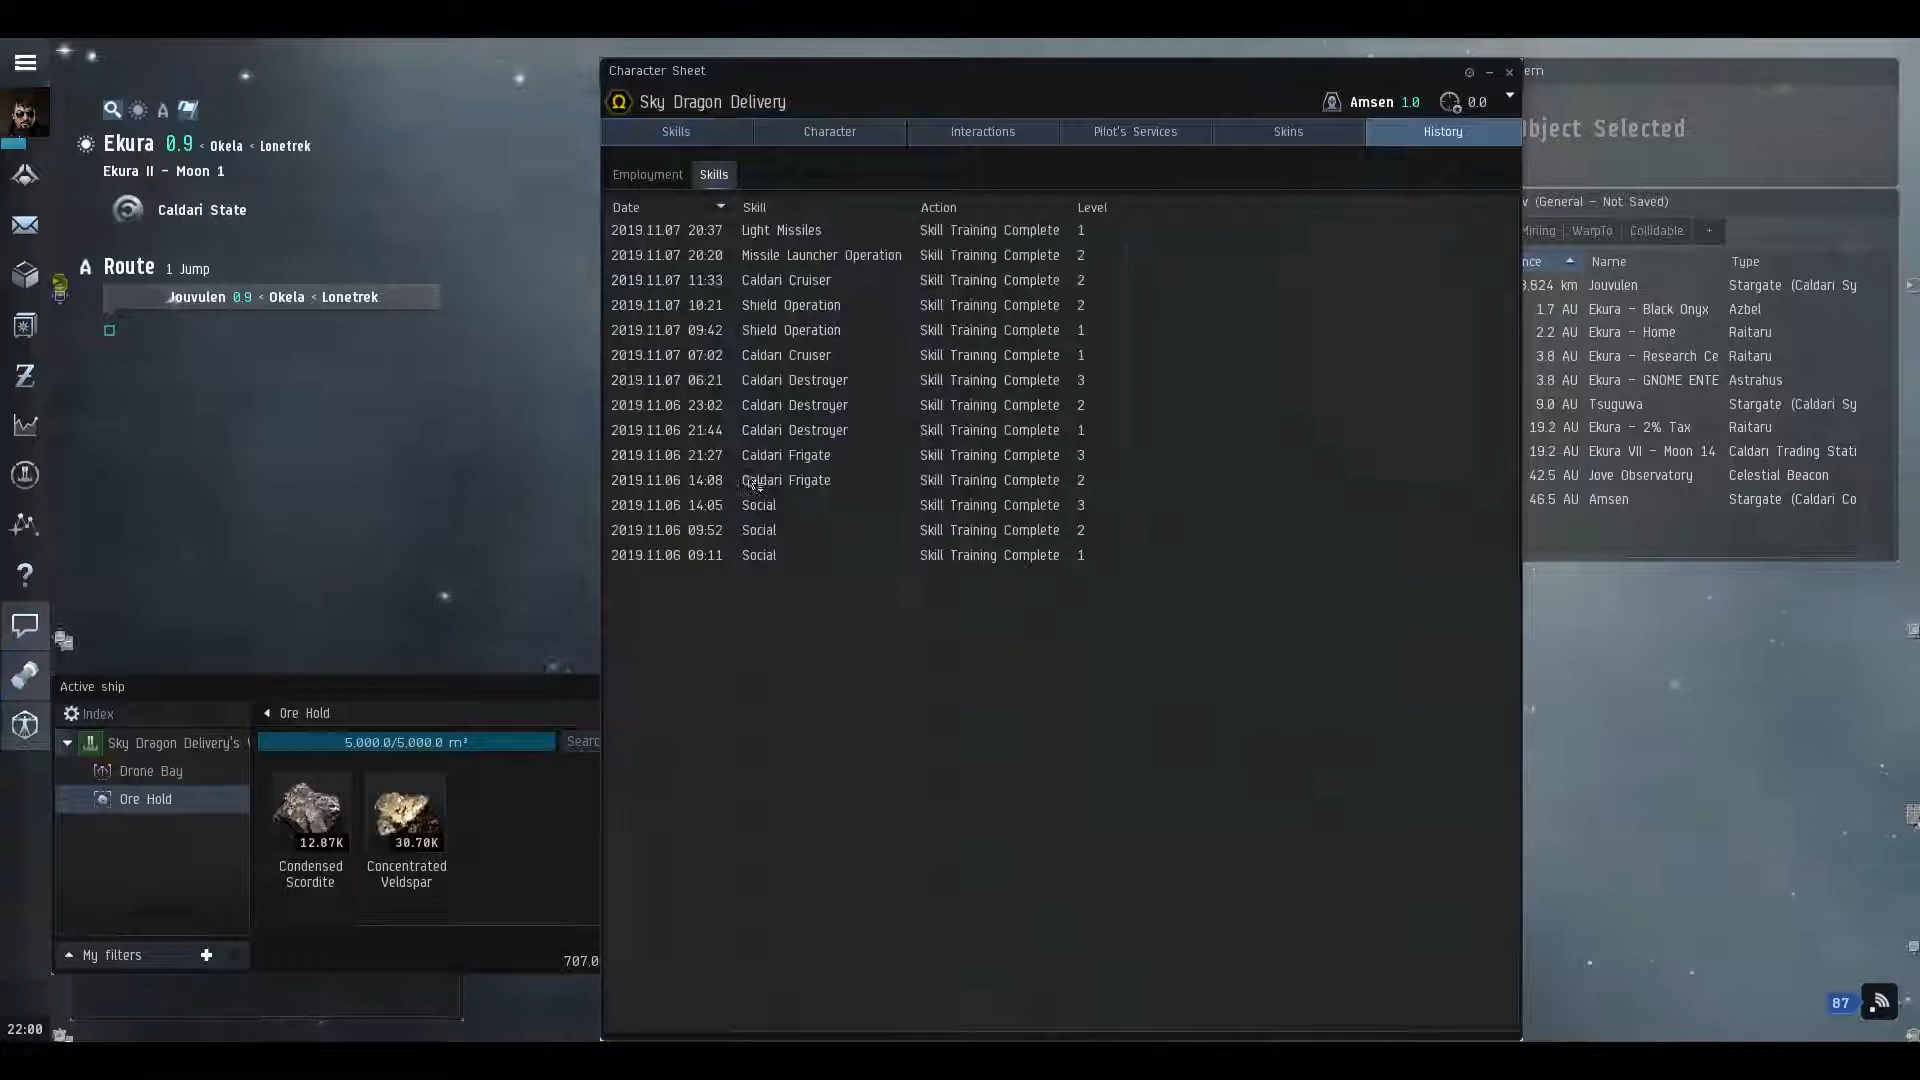 Ekura 0.9 < Okela < Lonetrek
Ekura II - Moon 1
Caldari State
Route 1 Jump
Jouvulen 0.9 < Okela < Lonetrek
Active ship
Index
Sky Dragon Delivery's
Drone Bay
Ore Hold
My filters
Ore Hold
5,000.0/5,000.0 m³
12.87K
30.70K
Condensed Scordite
Concentrated Veldspar
707,0
22:00
Character Sheet
Sky Dragon Delivery
Amsen 1.0
0.0
Skills Character Interactions Pilot's Services Skins History
Employment Skills
Date Skill Action Level
2019.11.07 20:37 Light Missiles Skill Training Complete 1
2019.11.07 20:20 Missile Launcher Operation Skill Training Complete 2
2019.11.07 11:33 Caldari Cruiser Skill Training Complete 2
2019.11.07 10:21 Shield Operation Skill Training Complete 2
2019.11.07 09:42 Shield Operation Skill Training Complete 1
2019.11.07 07:02 Caldari Cruiser Skill Training Complete 1
2019.11.07 06:21 Caldari Destroyer Skill Training Complete 3
2019.11.06 23:02 Caldari Destroyer Skill Training Complete 2
2019.11.06 21:44 Caldari Destroyer Skill Training Complete 1
2019.11.06 21:27 Caldari Frigate Skill Training Complete 3
2019.11.06 14:08 Caldari Frigate Skill Training Complete 2
2019.11.06 14:05 Social Skill Training Complete 3
2019.11.06 09:52 Social Skill Training Complete 2
2019.11.06 09:11 Social Skill Training Complete 1
Object Selected
(General - Not Saved)
Mining WarpTo Collidable +
Name Type
km Jouvulen Stargate (Caldari Sy
1.7 AU Ekura - Black Onyx Azbel
2.2 AU Ekura - Home Raitaru
3.8 AU Ekura - Research Ce Raitaru
3.8 AU Ekura - GNOME ENTE Astrahus
9.0 AU Tsuguwa Stargate (Caldari Sy
19.2 AU Ekura - 2% Tax Raitaru
19.2 AU Ekura VII - Moon 14 Caldari Trading Stati
42.5 AU Jove Observatory Celestial Beacon
46.5 AU Amsen Stargate (Caldari Co
87